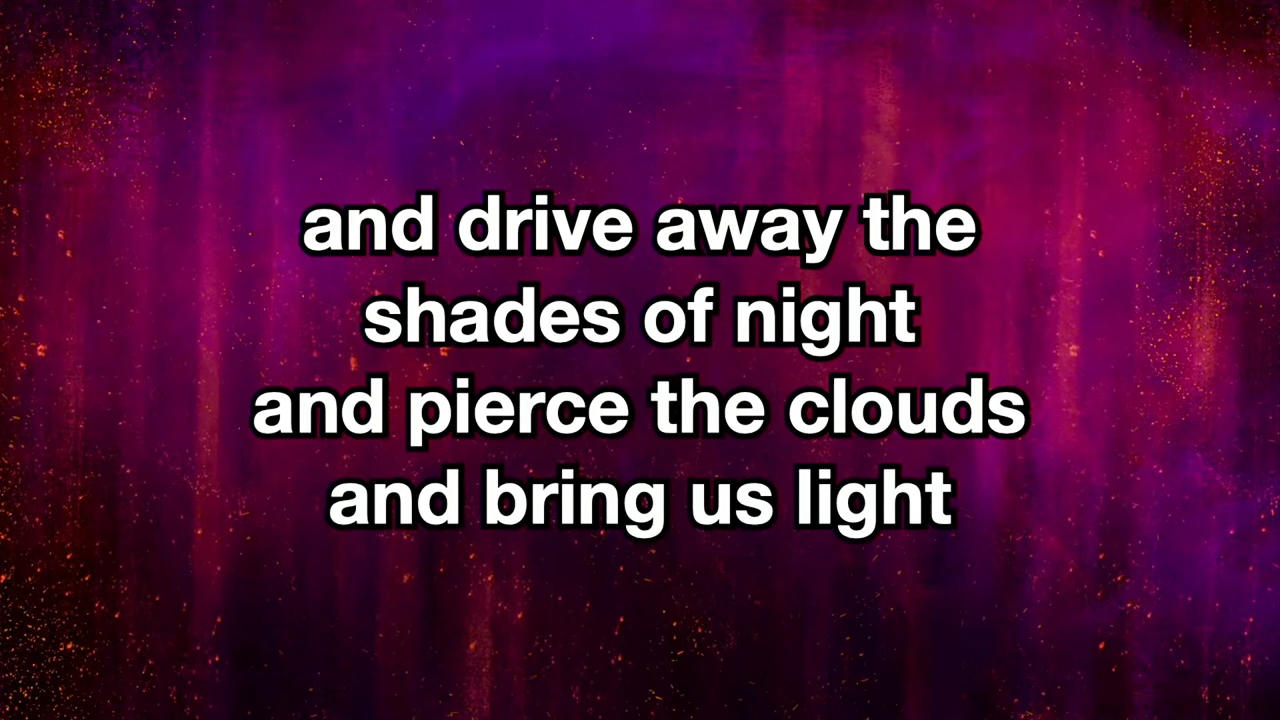 and drive away the
shades of night
and pierce the clouds
and bring us light